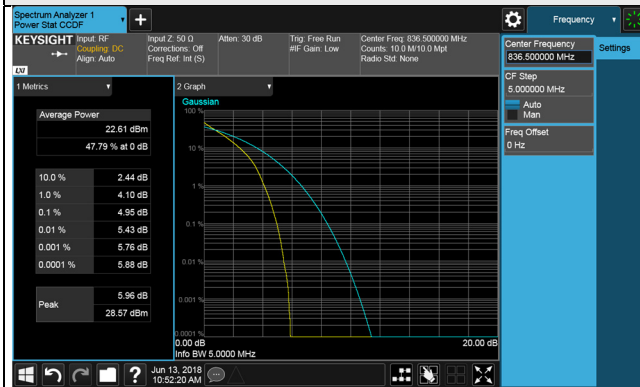 Spectrum Analyzer 1
Power Stat CCDF
Frequency
KEYSIGHT
Input: RF
Coupling: DC
Align: Auto
Input Z: 50 Ω
Corrections: Off
Freq Ref: Int (S)
Atten: 30 dB
Trig: Free Run
#IF Gain: Low
Center Freq: 836.500000 MHz
Counts: 10.0 M/10.0 Mpt
Radio Std: None
LXI
Center Frequency
836.500000 MHz
Settings
CF Step
5.000000 MHz
Auto
Man
Freq Offset
0 Hz
1 Metrics
Average Power
22.61 dBm
47.79 % at 0 dB
10.0 % 2.44 dB
1.0 % 4.10 dB
0.1 % 4.95 dB
0.01 % 5.43 dB
0.001 % 5.76 dB
0.0001 % 5.88 dB
Peak
5.96 dB
28.57 dBm
2 Graph
Gaussian
100 %
10 %
1 %
0.1 %
0.01 %
0.001 %
0.0001 %
0.00 dB 20.00 dB
Info BW 5.0000 MHz
?
Jun 13, 2018
10:52:20 AM